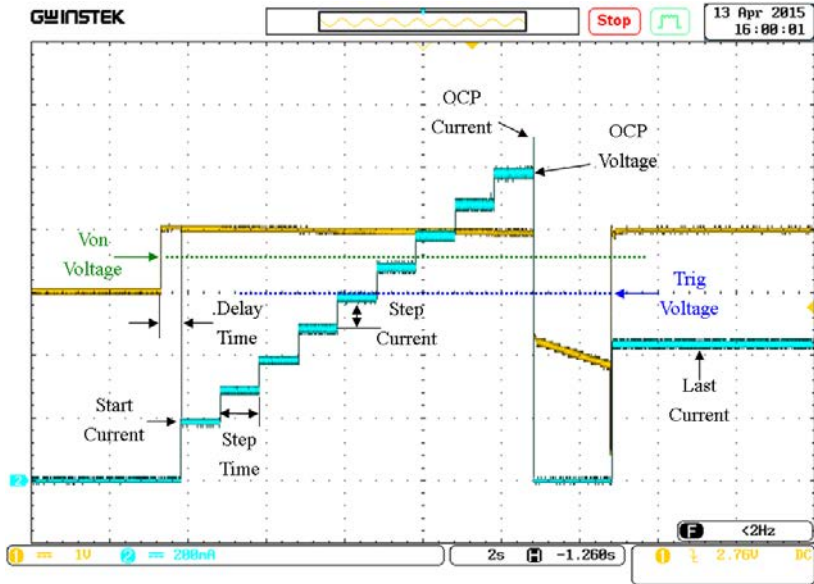 GWINSTEK
Stop
13 Apr 2015
16:00:01
OCP
Current
OCP
Voltage
Von
Voltage
Trig
Voltage
.Delay
Time
Step
Current
Start
Current
Step
Time
Last
Current
2
F <2Hz
1 1V 2 200mA
2s H -1.260s
1 2.76V DC